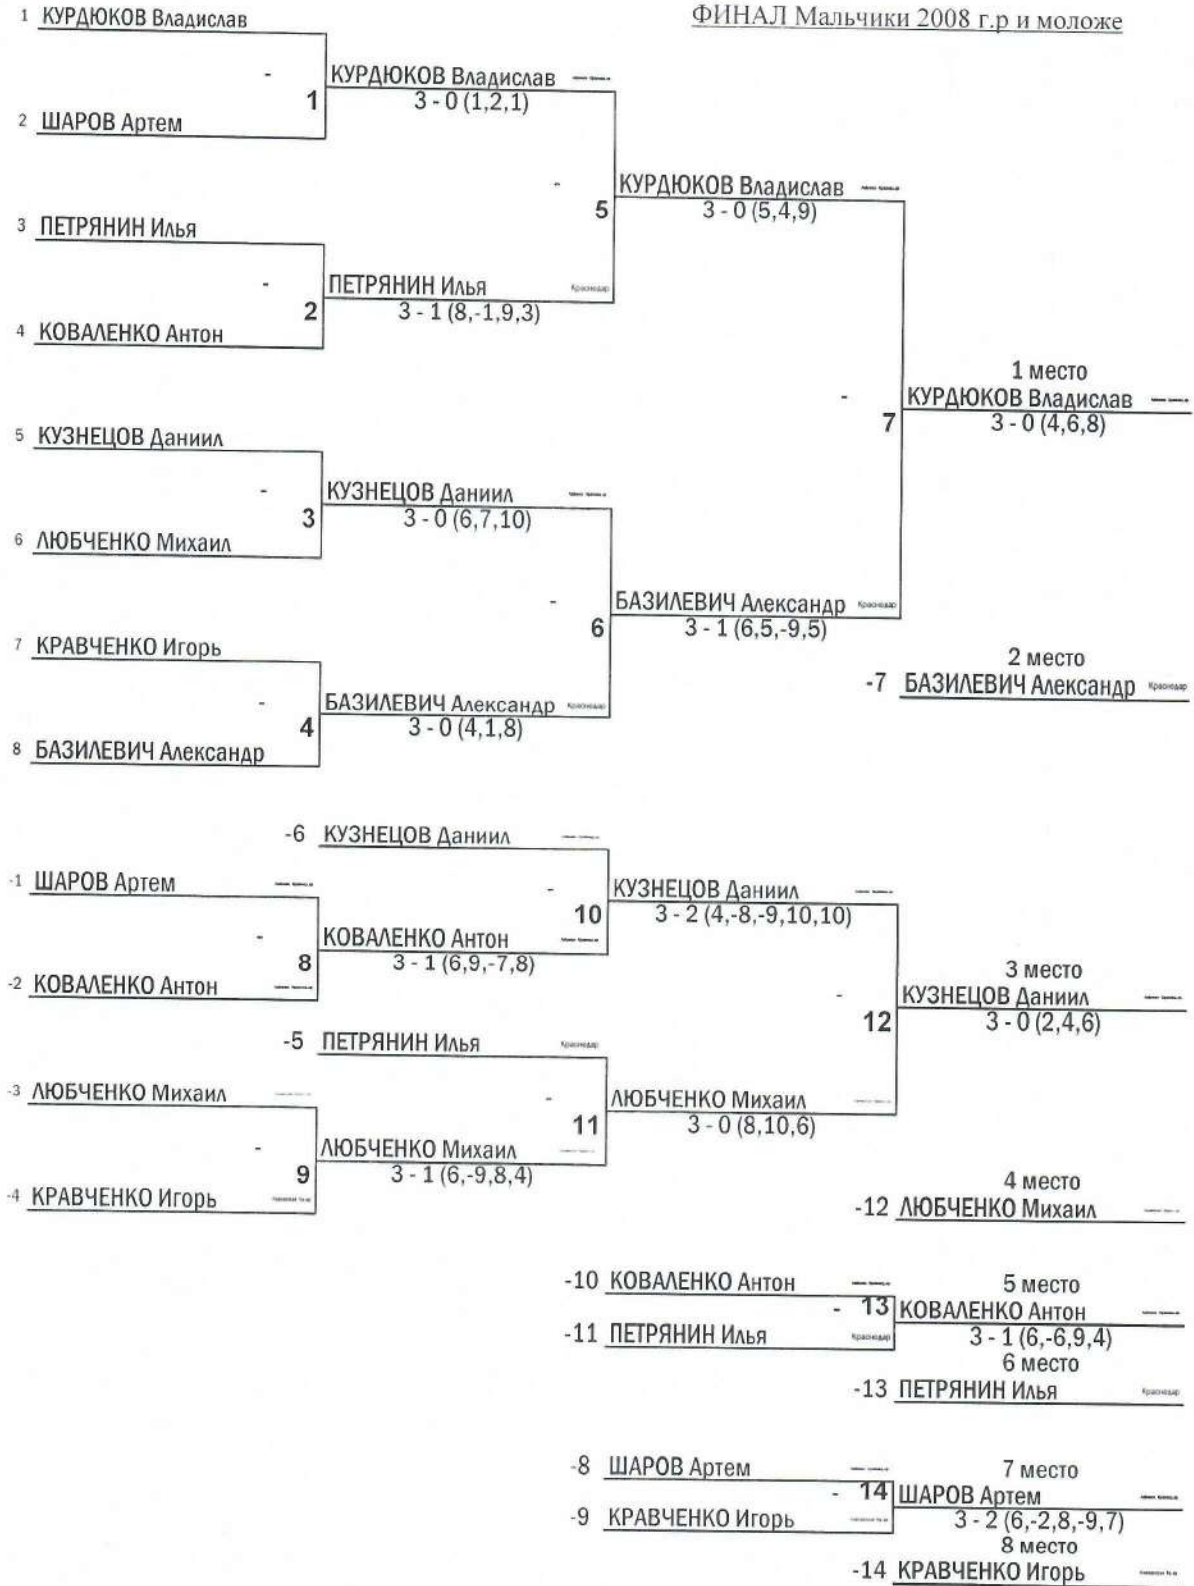 ФИНАЛ Мальчики 2008 г.р и моложе
1 КУРДЮКОВ Владислав
- КУРДЮКОВ Владислав
1 3 - 0 (1,2,1)
2 ШАРОВ Артем
- КУРДЮКОВ Владислав
5 3 - 0 (5,4,9)
3 ПЕТРЯНИН Илья
- ПЕТРЯНИН Илья Краснодар
2 3 - 1 (8,-1,9,3)
4 КОВАЛЕНКО Антон
1 место
- КУРДЮКОВ Владислав
7 3 - 0 (4,6,8)
5 КУЗНЕЦОВ Даниил
- КУЗНЕЦОВ Даниил
3 3 - 0 (6,7,10)
6 ЛЮБЧЕНКО Михаил
- БАЗИЛЕВИЧ Александр Краснодар
6 3 - 1 (6,5,-9,5)
7 КРАВЧЕНКО Игорь
2 место
-7 БАЗИЛЕВИЧ Александр Краснодар
- БАЗИЛЕВИЧ Александр Краснодар
4 3 - 0 (4,1,8)
8 БАЗИЛЕВИЧ Александр
-6 КУЗНЕЦОВ Даниил
-1 ШАРОВ Артем
- КУЗНЕЦОВ Даниил
10 3 - 2 (4,-8,-9,10,10)
- КОВАЛЕНКО Антон
8 3 - 1 (6,9,-7,8)
-2 КОВАЛЕНКО Антон
3 место
- КУЗНЕЦОВ Даниил
12 3 - 0 (2,4,6)
-5 ПЕТРЯНИН Илья Краснодар
-3 ЛЮБЧЕНКО Михаил
- ЛЮБЧЕНКО Михаил
11 3 - 0 (8,10,6)
- ЛЮБЧЕНКО Михаил
9 3 - 1 (6,-9,8,4)
-4 КРАВЧЕНКО Игорь
4 место
-12 ЛЮБЧЕНКО Михаил
-10 КОВАЛЕНКО Антон 5 место
- 13 КОВАЛЕНКО Антон
-11 ПЕТРЯНИН Илья Краснодар 3 - 1 (6,-6,9,4)
6 место
-13 ПЕТРЯНИН Илья Краснодар
-8 ШАРОВ Артем 7 место
- 14 ШАРОВ Артем
-9 КРАВЧЕНКО Игорь 3 - 2 (6,-2,8,-9,7)
8 место
-14 КРАВЧЕНКО Игорь